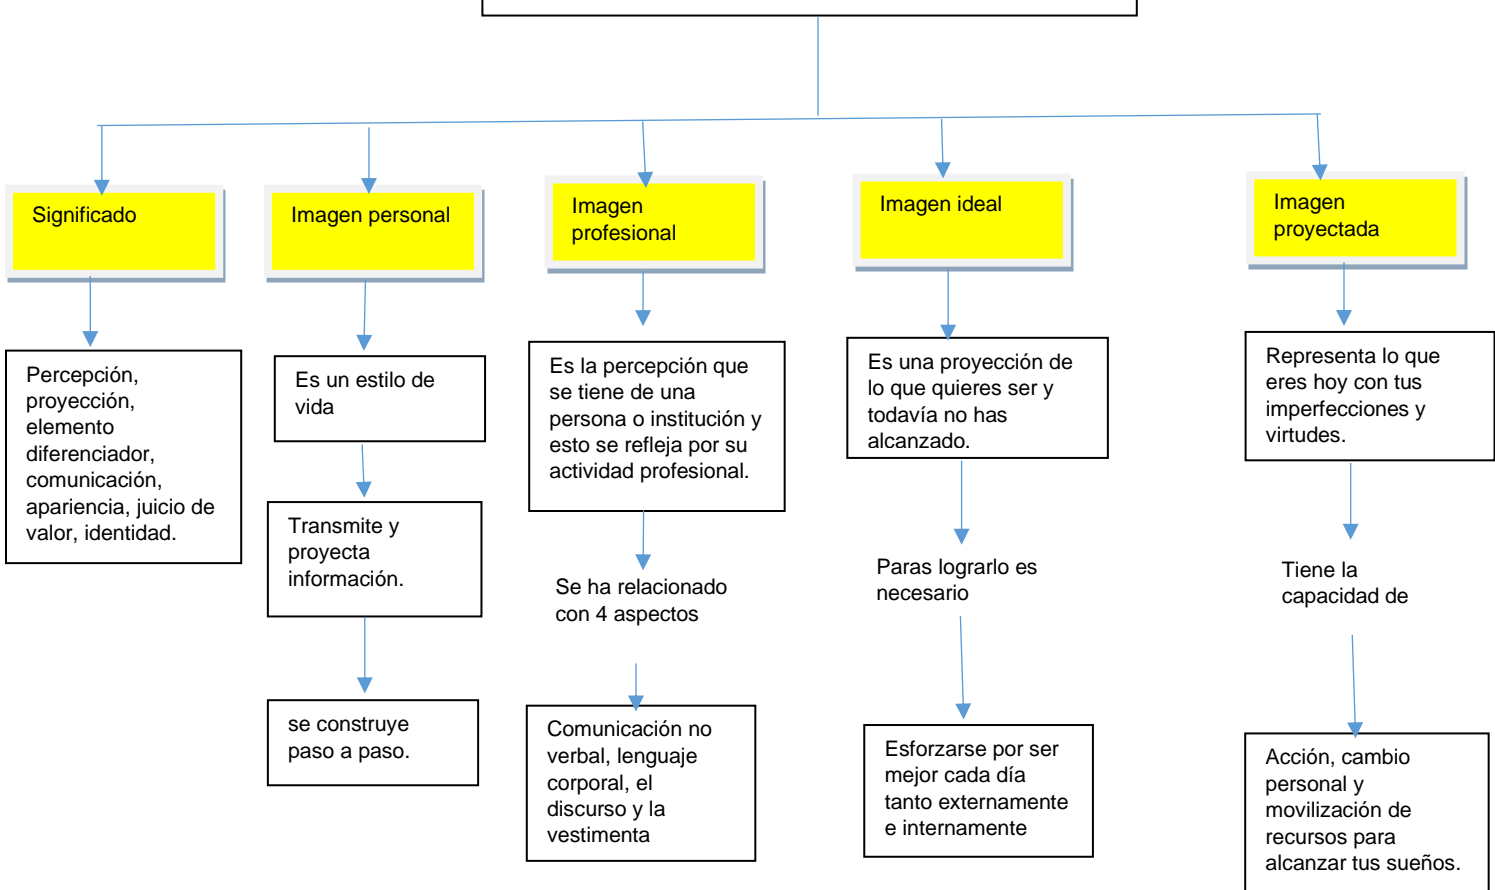 Significado
Imagen personal
Imagen
profesional
Imagen ideal
Imagen
proyectada
Percepción,
proyección,
elemento
diferenciador,
comunicación,
apariencia, juicio de
valor, identidad.
Es un estilo de
vida
Transmite y
proyecta
información.
se construye
paso a paso.
Es la percepción que
se tiene de una
persona o institución y
esto se refleja por su
actividad profesional.
Se ha relacionado
con 4 aspectos
Comunicación no
verbal, lenguaje
corporal, el
discurso y la
vestimenta
Es una proyección de
lo que quieres ser y
todavía no has
alcanzado.
Paras lograrlo es
necesario
Esforzarse por ser
mejor cada día
tanto externamente
e internamente
Representa lo que
eres hoy con tus
imperfecciones y
virtudes.
Tiene la
capacidad de
Acción, cambio
personal y
movilización de
recursos para
alcanzar tus sueños.